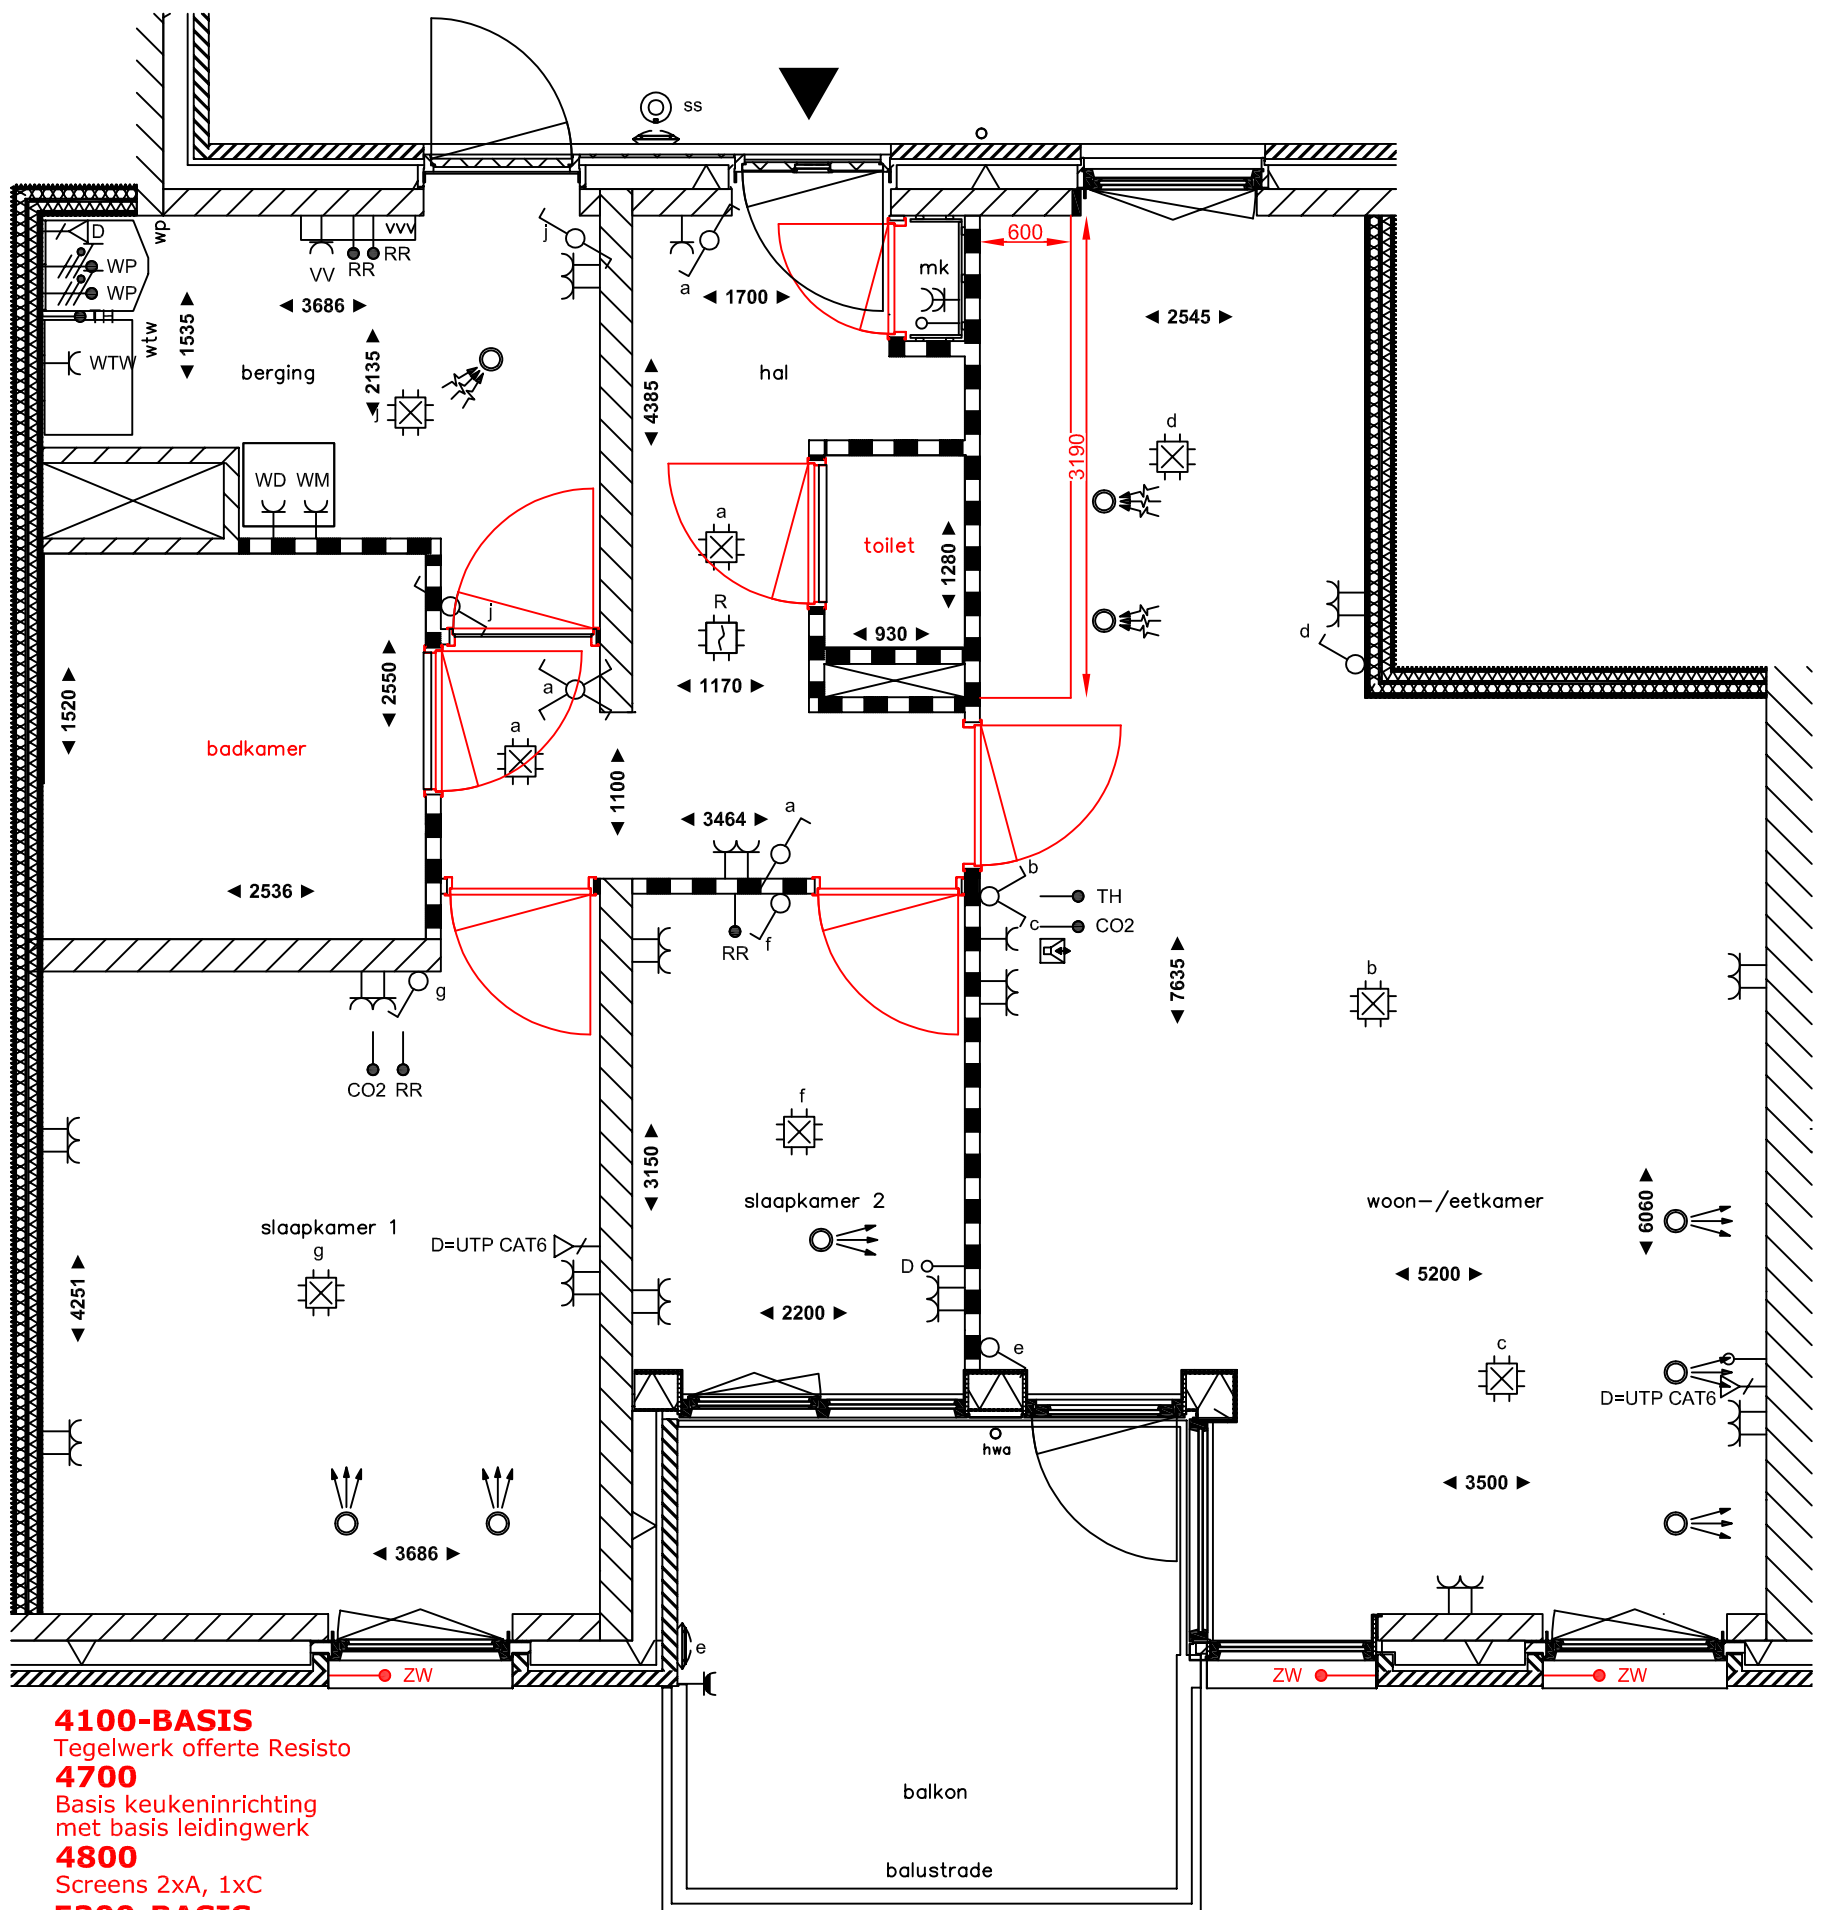 ss
D
wp
WP
WP
TH
wtw
WTW
1535
VV
VVV
RR
RR
3686
2135
berging
j
j
a
1700
mk
600
2545
3190
4385
hal
d
WD WM
a
toilet
1280
R
930
1170
j
d
1520
2550
a
badkamer
a
1100
3464
a
2536
b
TH
c
CO2
RR
f
g
7635
b
CO2 RR
f
3150
slaapkamer 2
woon-/eetkamer
6060
slaapkamer 1
g
D=UTP CAT6
D
5200
4251
2200
e
c
D=UTP CAT6
hwa
3500
3686
e
ZW
ZW
ZW
4100-BASIS
Tegelwerk offerte Resisto
4700
Basis keukeninrichting
met basis leidingwerk
4800
Screens 2xA, 1xC
5200-BASIS
balkon
balustrade